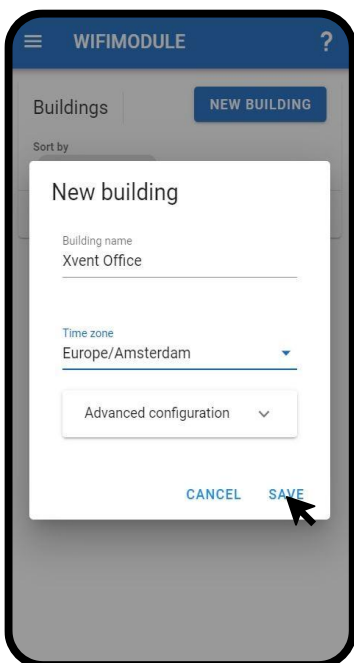 WIFIMODULE ?
Buildings NEW BUILDING
Sort by
New building
Building name
Xvent Office
Time zone
Europe/Amsterdam
Advanced configuration
CANCEL SAVE